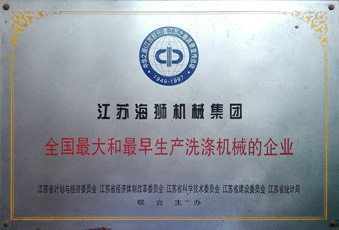 1949-1997
江苏海狮机械集团
全国最大和最早生产洗涤机械的企业
江苏省计划与经济委员会 江苏省经济体制改革委员会 江苏省科学技术委员会 江苏省建设委员会 江苏省统计局
联合主办